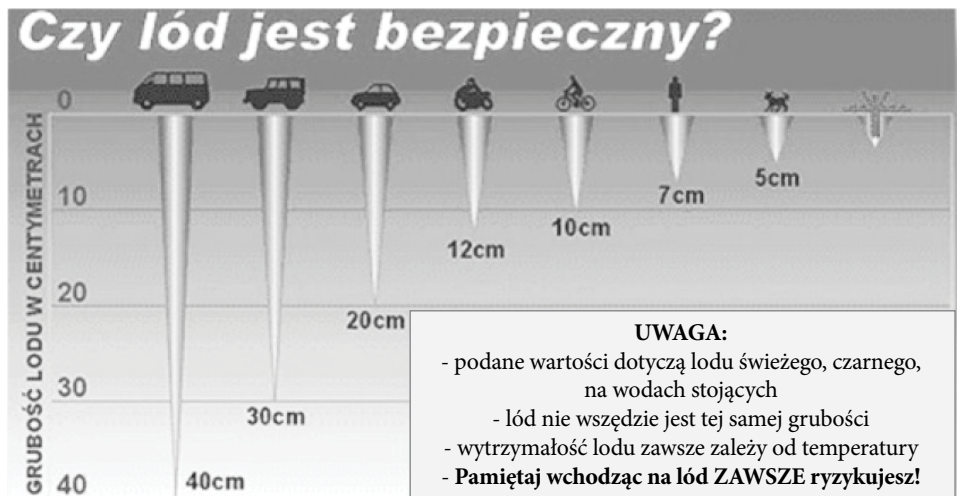 Czy lód jest bezpieczny?
GRUBOŚĆ LODU W CENTYMETRACH
0
10
20
30
40
40cm
30cm
20cm
12cm
10cm
7cm
5cm
UWAGA:
- podane wartości dotyczą lodu świeżego, czarnego,
na wodach stojących
- lód nie wszędzie jest tej samej grubości
- wytrzymałość lodu zawsze zależy od temperatury
- Pamiętaj wchodząc na lód ZAWSZE ryzykujesz!